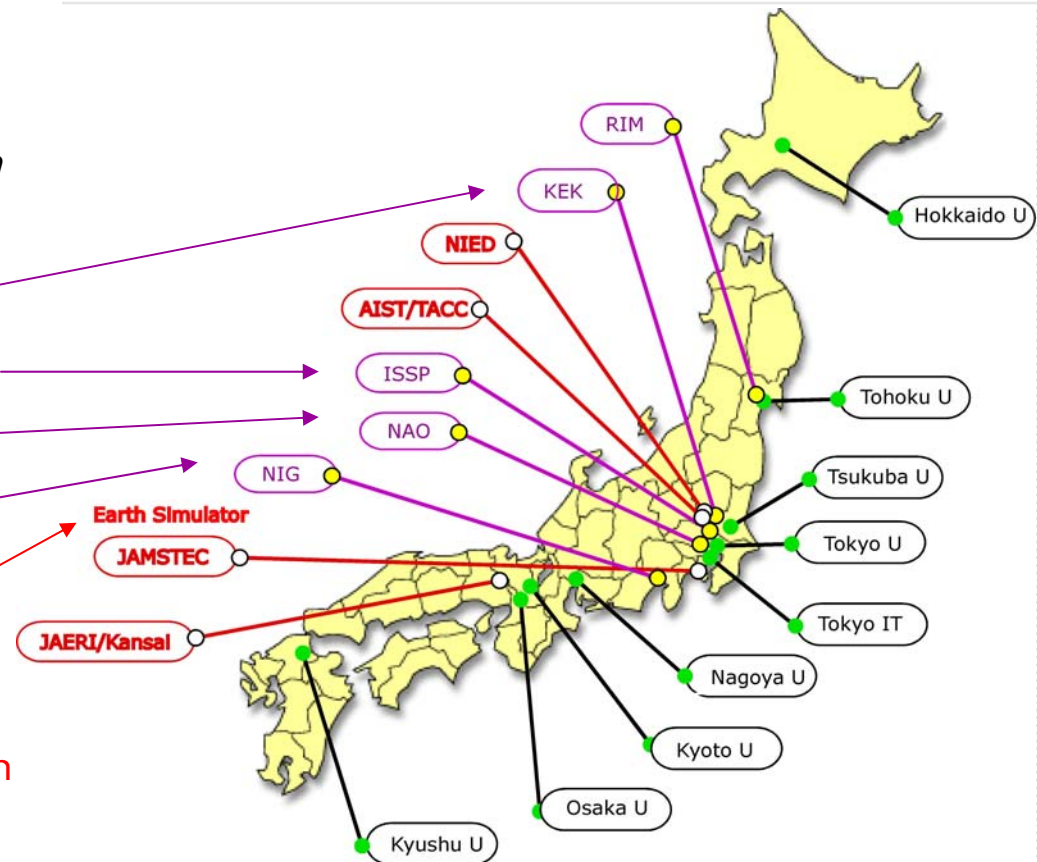 RIM
KEK
Hokkaido U
NIED
AIST/TACC
ISSP
Tohoku U
NAO
NIG
Tsukuba U
Earth Simulator
JAMSTEC
Tokyo U
Tokyo IT
JAERI/Kansai
Nagoya U
Kyoto U
Osaka U
Kyushu U